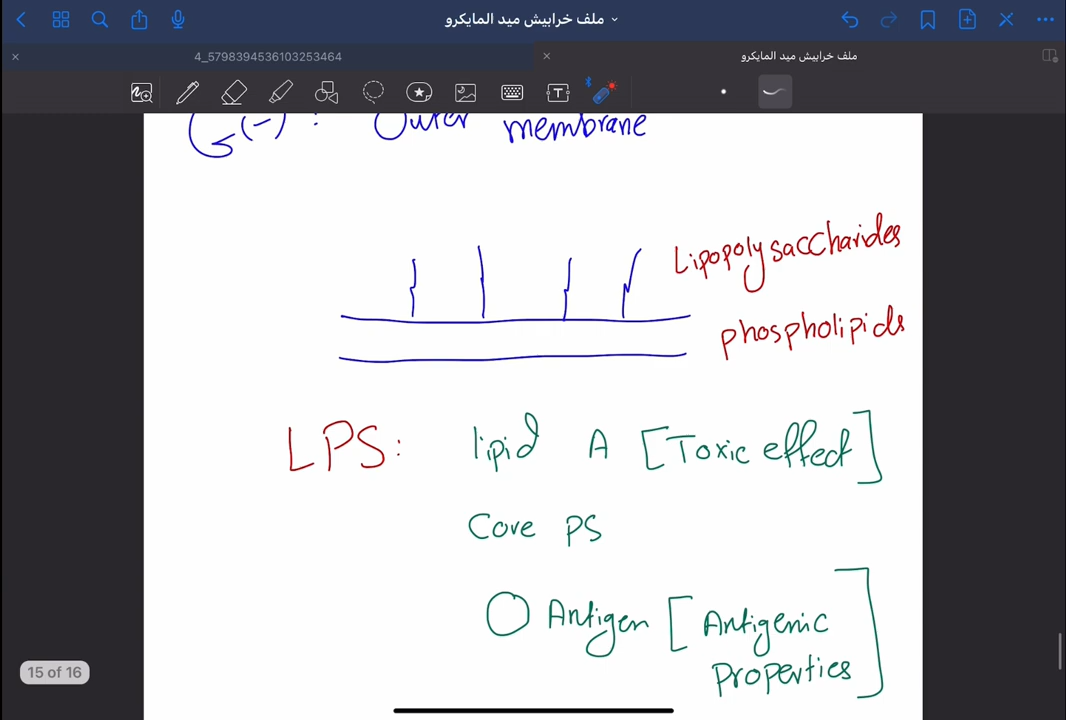 ملف خرابيش ميد المايكرو
4_5798394536103253464
ملف خرابيش ميد المايكرو
G(-): Outer membrane
Lipopolysaccharides
phospholipids
LPS: lipid A [Toxic effect]
Core PS
O Antigen [Antigenic
properties]
15 of 16